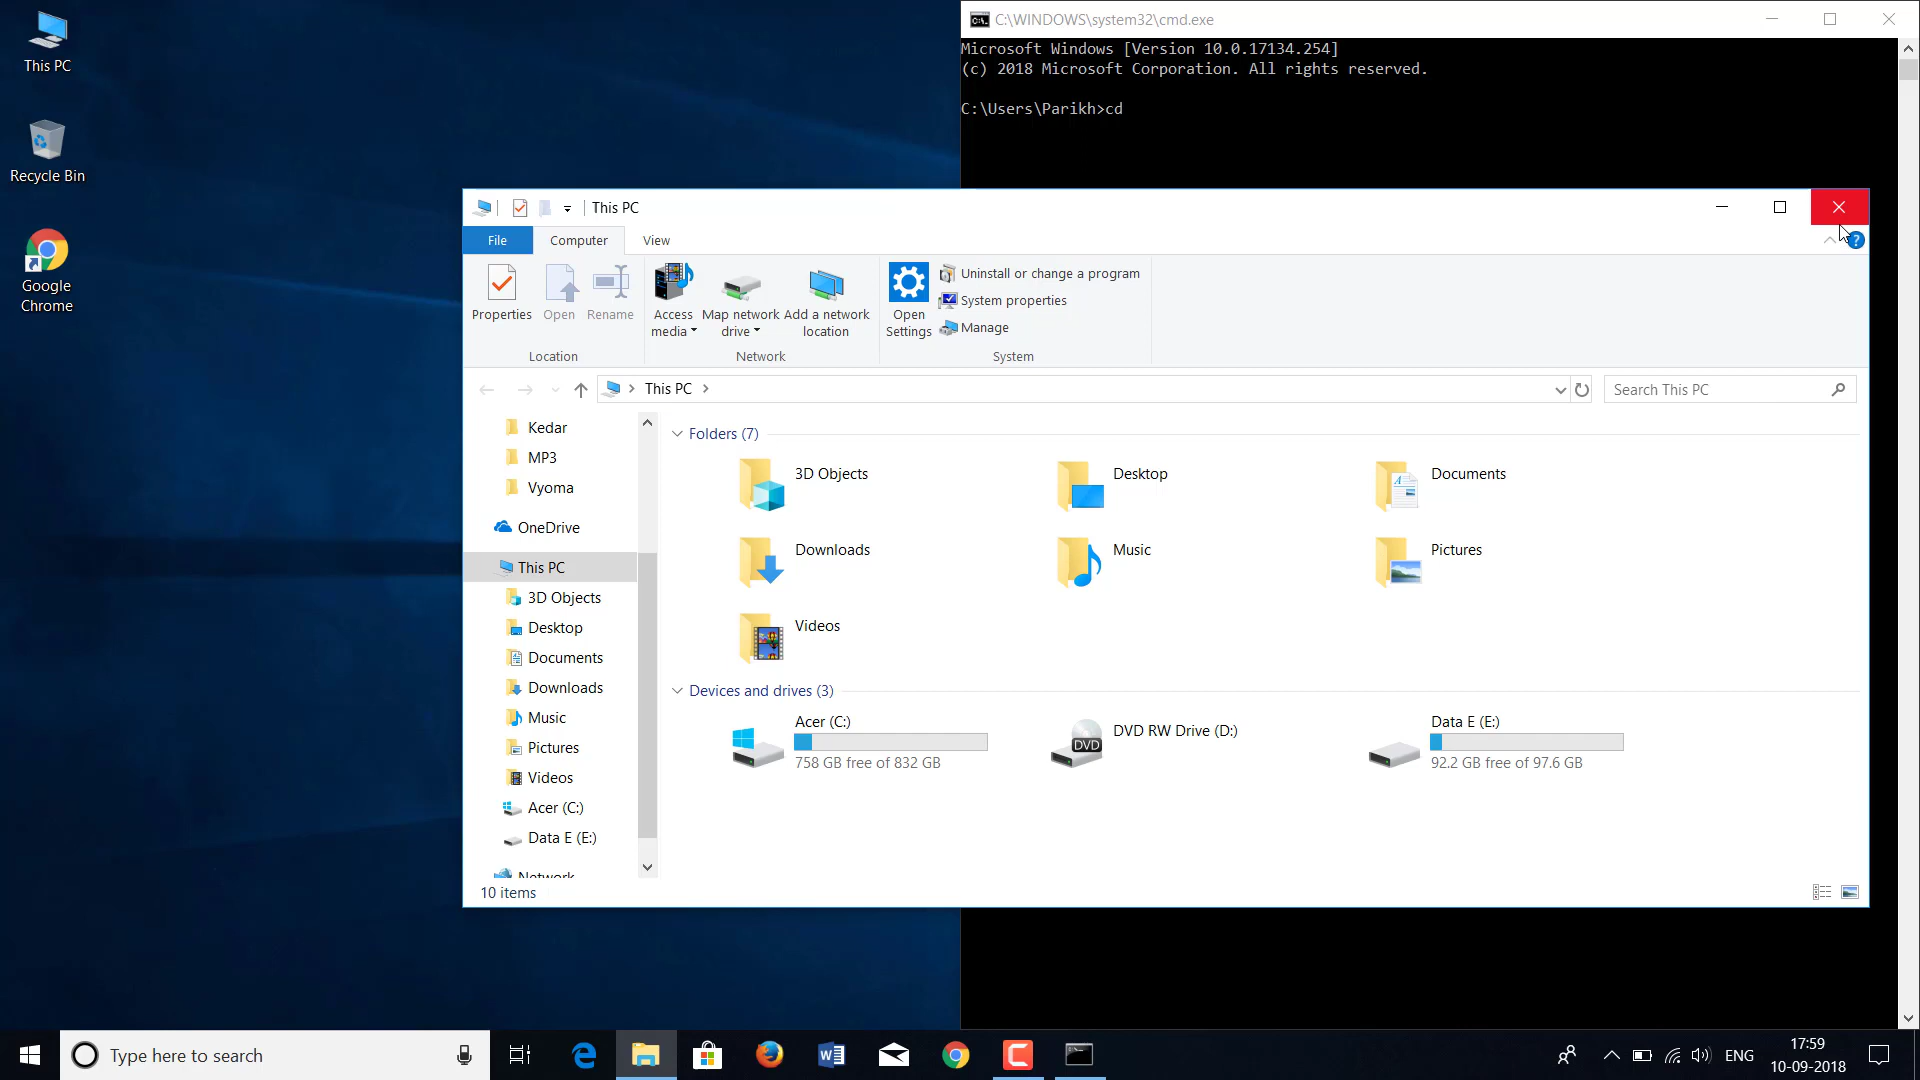 This PC
Recycle Bin
Google
Chrome
C:\WINDOWS\system32\cmd.exe
Microsoft Windows [Version 10.0.17134.254]
(c) 2018 Microsoft Corporation. All rights reserved.
C:\Users\Parikh>cd
This PC
File
Computer
View
?
Properties
Open
Rename
Location
Access
media
Map network
drive
Add a network
location
Network
Open
Settings
Uninstall or change a program
System properties
Manage
System
This PC
Search This PC
Kedar
MP3
Vyoma
OneDrive
This PC
3D Objects
Desktop
Documents
Downloads
Music
Pictures
Videos
Acer (C:)
Data E (E:)
Network
Folders (7)
3D Objects
Desktop
Documents
Downloads
Music
Pictures
Videos
Devices and drives (3)
Acer (C:)
758 GB free of 832 GB
DVD
DVD RW Drive (D:)
Data E (E:)
92.2 GB free of 97.6 GB
10 items
Type here to search
ENG
17:59
10-09-2018